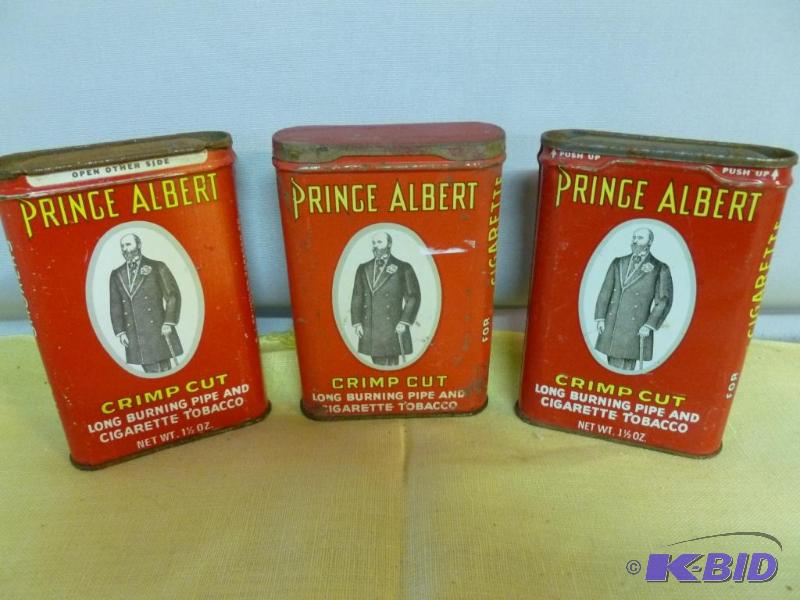 OPEN OTHER SIDE
PRINCE ALBERT
CRIMP CUT
LONG BURNING PIPE AND
CIGARETTE TOBACCO
NET WT. 1½ OZ.
PRINCE ALBERT
CRIMP CUT
LONG BURNING PIPE AND
CIGARETTE TOBACCO
FOR CIGARETTE
PUSH UP
PUSH UP
PRINCE ALBERT
CRIMP CUT
LONG BURNING PIPE AND
CIGARETTE TOBACCO
NET WT. 1½ OZ.
FOR CIGARETTE
© K-BID